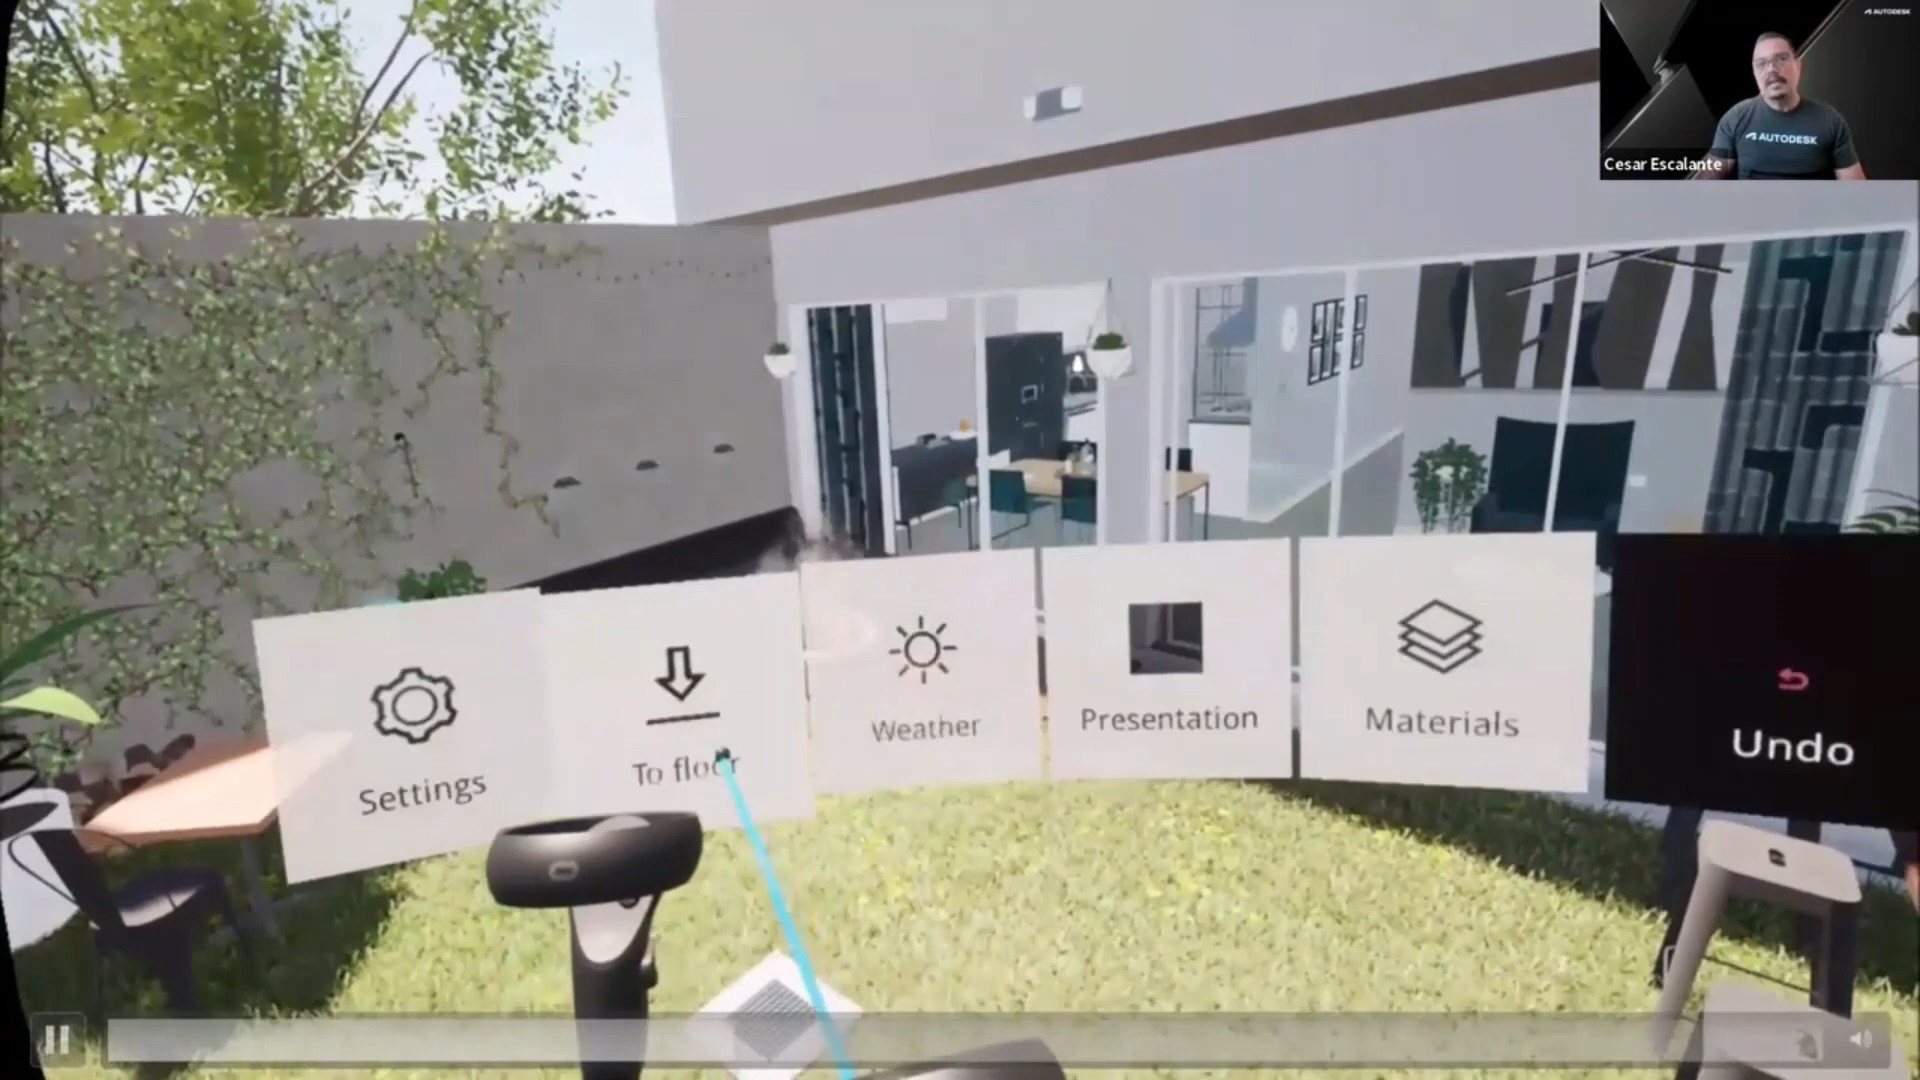 AUTODESK
AUTODESK
Cesar Escalante
Settings
To floor
Weather
Presentation
Materials
Undo